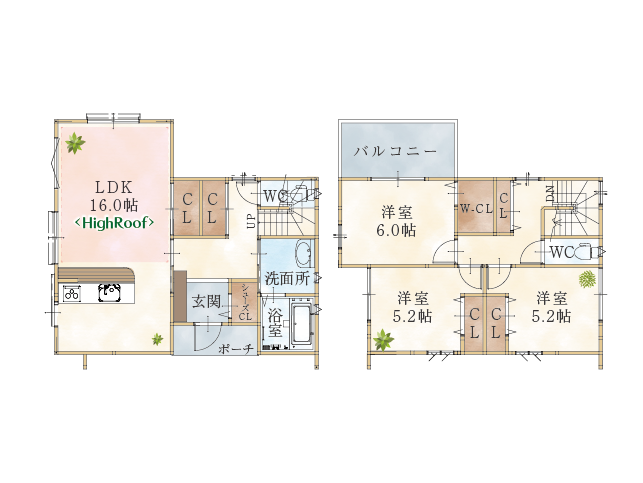 LDK
16.0帖
<HighRoof>
CL
CL
UP
WC
洗面所
玄関
シューズCL
浴室
ポーチ
バルコニー
洋室
6.0帖
W-CL
CL
DN
WC
洋室
5.2帖
CL
CL
洋室
5.2帖